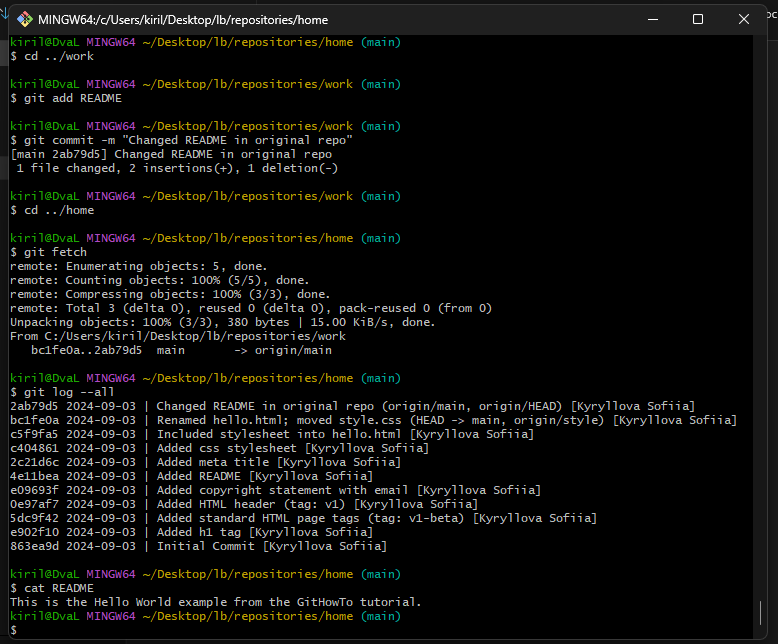 MINGW64:/c/Users/kiril/Desktop/lb/repositories/home
kiril@DvaL MINGW64 ~/Desktop/lb/repositories/home (main)
$ cd ../work
kiril@DvaL MINGW64 ~/Desktop/lb/repositories/work (main)
$ git add README
kiril@DvaL MINGW64 ~/Desktop/lb/repositories/work (main)
$ git commit -m "Changed README in original repo"
[main 2ab79d5] Changed README in original repo
 1 file changed, 2 insertions(+), 1 deletion(-)
kiril@DvaL MINGW64 ~/Desktop/lb/repositories/work (main)
$ cd ../home
kiril@DvaL MINGW64 ~/Desktop/lb/repositories/home (main)
$ git fetch
remote: Enumerating objects: 5, done.
remote: Counting objects: 100% (5/5), done.
remote: Compressing objects: 100% (3/3), done.
remote: Total 3 (delta 0), reused 0 (delta 0), pack-reused 0 (from 0)
Unpacking objects: 100% (3/3), 380 bytes | 15.00 KiB/s, done.
From C:/Users/kiril/Desktop/lb/repositories/work
   bc1fe0a..2ab79d5  main       -> origin/main
kiril@DvaL MINGW64 ~/Desktop/lb/repositories/home (main)
$ git log --all
2ab79d5 2024-09-03 | Changed README in original repo (origin/main, origin/HEAD) [Kyryllova Sofiia]
bc1fe0a 2024-09-03 | Renamed hello.html; moved style.css (HEAD -> main, origin/style) [Kyryllova Sofiia]
c5f9fa5 2024-09-03 | Included stylesheet into hello.html [Kyryllova Sofiia]
c404861 2024-09-03 | Added css stylesheet [Kyryllova Sofiia]
2c21d6c 2024-09-03 | Added meta title [Kyryllova Sofiia]
4e11bea 2024-09-03 | Added README [Kyryllova Sofiia]
e09693f 2024-09-03 | Added copyright statement with email [Kyryllova Sofiia]
0e97af7 2024-09-03 | Added HTML header (tag: v1) [Kyryllova Sofiia]
5dc9f42 2024-09-03 | Added standard HTML page tags (tag: v1-beta) [Kyryllova Sofiia]
e902f10 2024-09-03 | Added h1 tag [Kyryllova Sofiia]
863ea9d 2024-09-03 | Initial Commit [Kyryllova Sofiia]
kiril@DvaL MINGW64 ~/Desktop/lb/repositories/home (main)
$ cat README
This is the Hello World example from the GitHowTo tutorial.
kiril@DvaL MINGW64 ~/Desktop/lb/repositories/home (main)
$